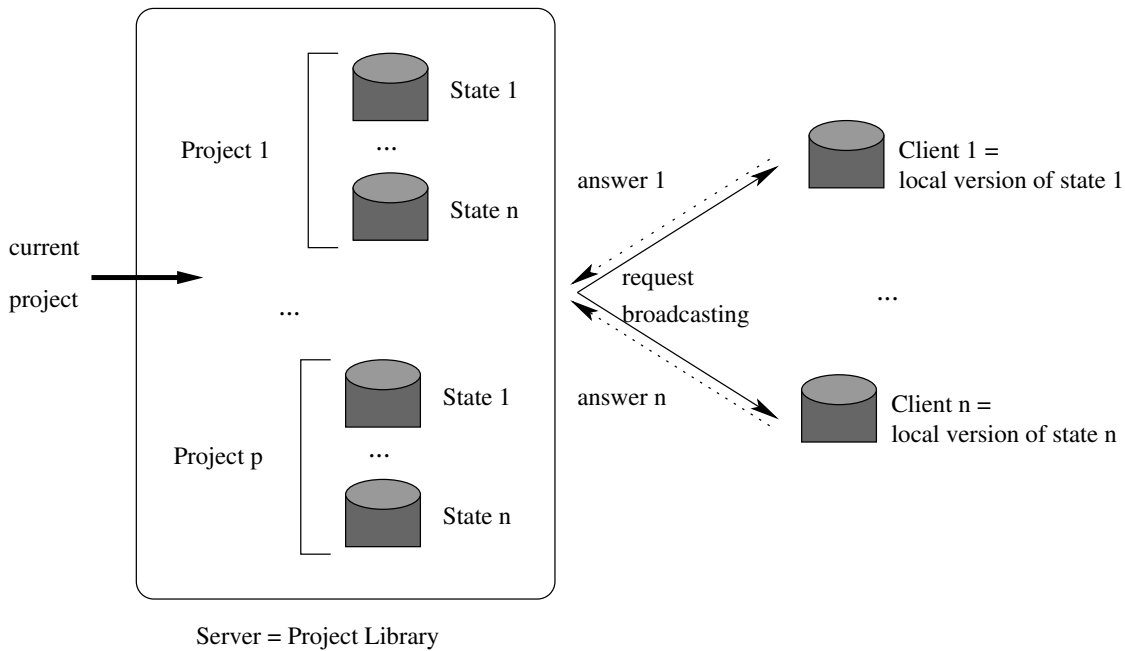 State 1
Project 1
...
State n
current
project
...
State 1
Project p
...
State n
Server = Project Library
answer 1
request
broadcasting
answer n
Client 1 =
local version of state 1
...
Client n =
local version of state n